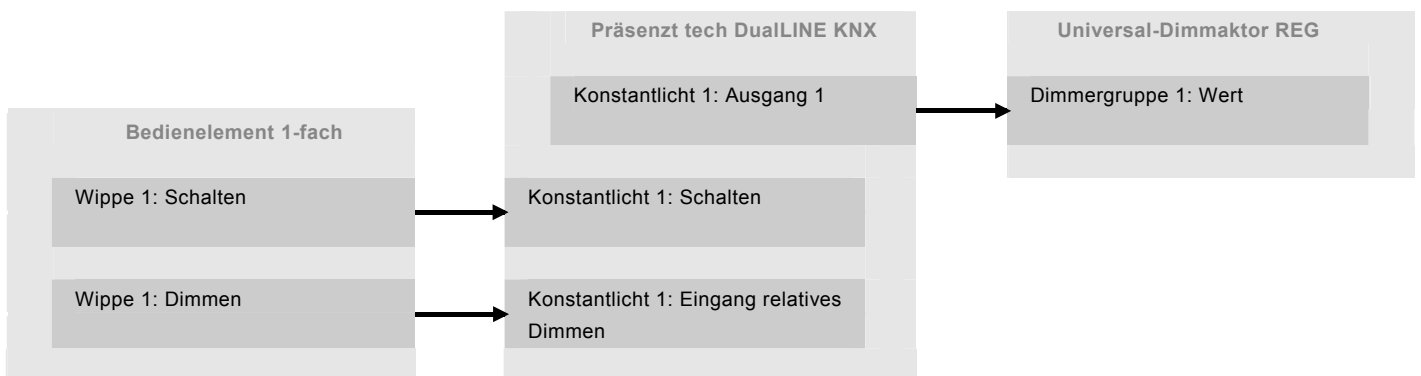 Präsenzt tech DualLINE KNX
Universal-Dimmaktor REG
Konstantlicht 1: Ausgang 1
Dimmergruppe 1: Wert
Bedienelement 1-fach
Wippe 1: Schalten
Konstantlicht 1: Schalten
Wippe 1: Dimmen
Konstantlicht 1: Eingang relatives
Dimmen